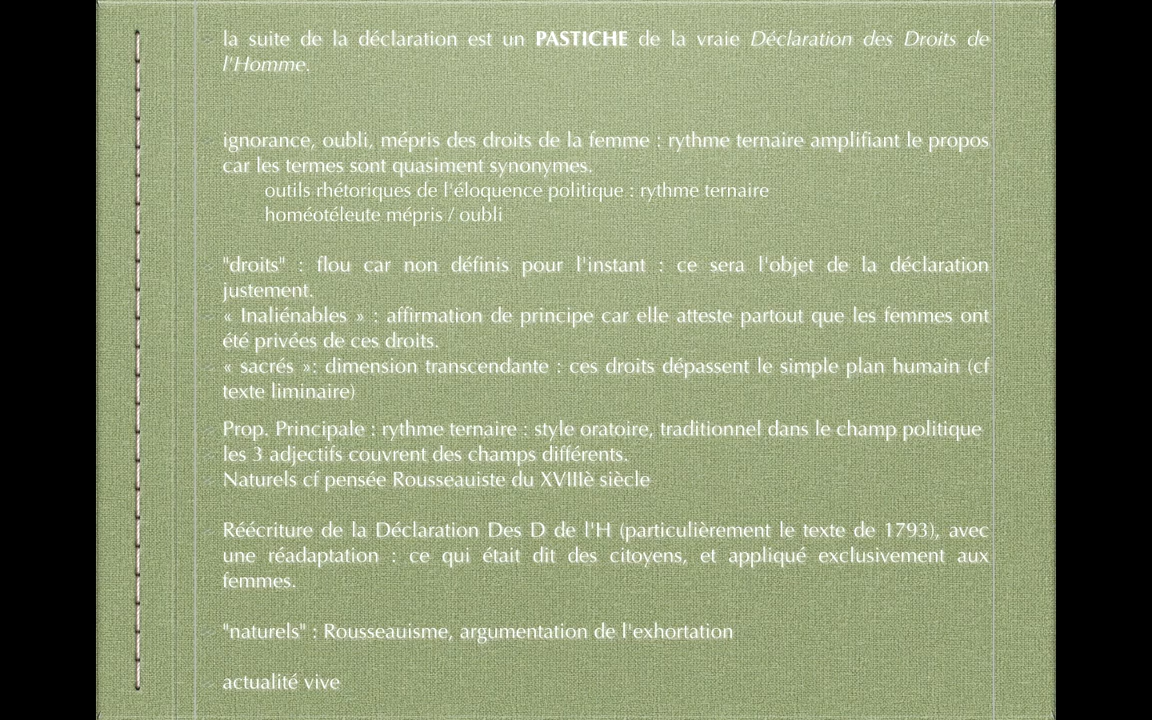 la suite de la déclaration est un PASTICHE de la vraie Déclaration des Droits de
l'Homme.
ignorance, oubli, mépris des droits de la femme : rythme ternaire amplifiant le propos
car les termes sont quasiment synonymes.
outils rhétoriques de l'éloquence politique : rythme ternaire
homéotéleute mépris / oubli
"droits" : flou car non définis pour l'instant : ce sera l'objet de la déclaration
justement.
« Inaliénables » : affirmation de principe car elle atteste partout que les femmes ont
été privées de ces droits.
« sacrés »: dimension transcendante : ces droits dépassent le simple plan humain (cf
texte liminaire)
Prop. Principale : rythme ternaire : style oratoire, traditionnel dans le champ politique
les 3 adjectifs couvrent des champs différents.
Naturels cf pensée Rousseauiste du XVIIIè siècle
Réécriture de la Déclaration Des D de l'H (particulièrement le texte de 1793), avec
une réadaptation : ce qui était dit des citoyens, et appliqué exclusivement aux
femmes.
"naturels" : Rousseauisme, argumentation de l'exhortation
actualité vive